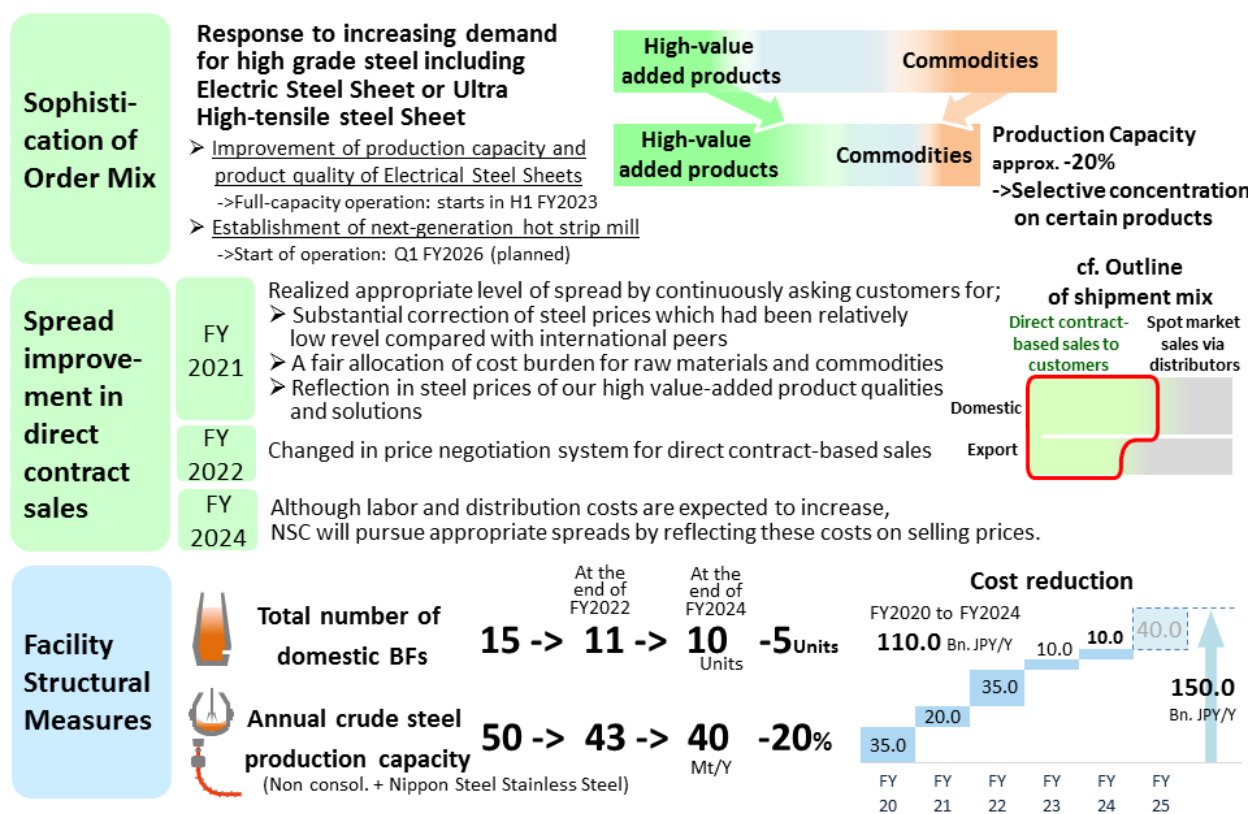 Sophisti-
cation of
Order Mix
Response to increasing demand
for high grade steel including
Electric Steel Sheet or Ultra
High-tensile steel Sheet
➢ Improvement of production capacity and
product quality of Electrical Steel Sheets
->Full-capacity operation: starts in H1 FY2023
➢ Establishment of next-generation hot strip mill
->Start of operation: Q1 FY2026 (planned)
High-value
added products
Commodities
High-value
added products
Commodities
Production Capacity
approx. -20%
->Selective concentration
on certain products
Spread
improve-
ment in
direct
contract
sales
FY
2021
Realized appropriate level of spread by continuously asking customers for;
➢ Substantial correction of steel prices which had been relatively
low revel compared with international peers
➢ A fair allocation of cost burden for raw materials and commodities
➢ Reflection in steel prices of our high value-added product qualities
and solutions
FY
2022
Changed in price negotiation system for direct contract-based sales
FY
2024
Although labor and distribution costs are expected to increase,
NSC will pursue appropriate spreads by reflecting these costs on selling prices.
cf. Outline
of shipment mix
Direct contract-
based sales to
customers
Spot market
sales via
distributors
Domestic
Export
Facility
Structural
Measures
Total number of
domestic BFs
At the
end of
FY2022
At the
end of
FY2024
15 -> 11 -> 10 -5Units
Units
Annual crude steel
production capacity
(Non consol. + Nippon Steel Stainless Steel)
50 -> 43 -> 40 -20%
Mt/Y
Cost reduction
FY2020 to FY2024
110.0 Bn. JPY/Y
35.0
20.0
35.0
10.0
10.0
40.0
150.0
Bn. JPY/Y
FY FY FY FY FY FY
20 21 22 23 24 25